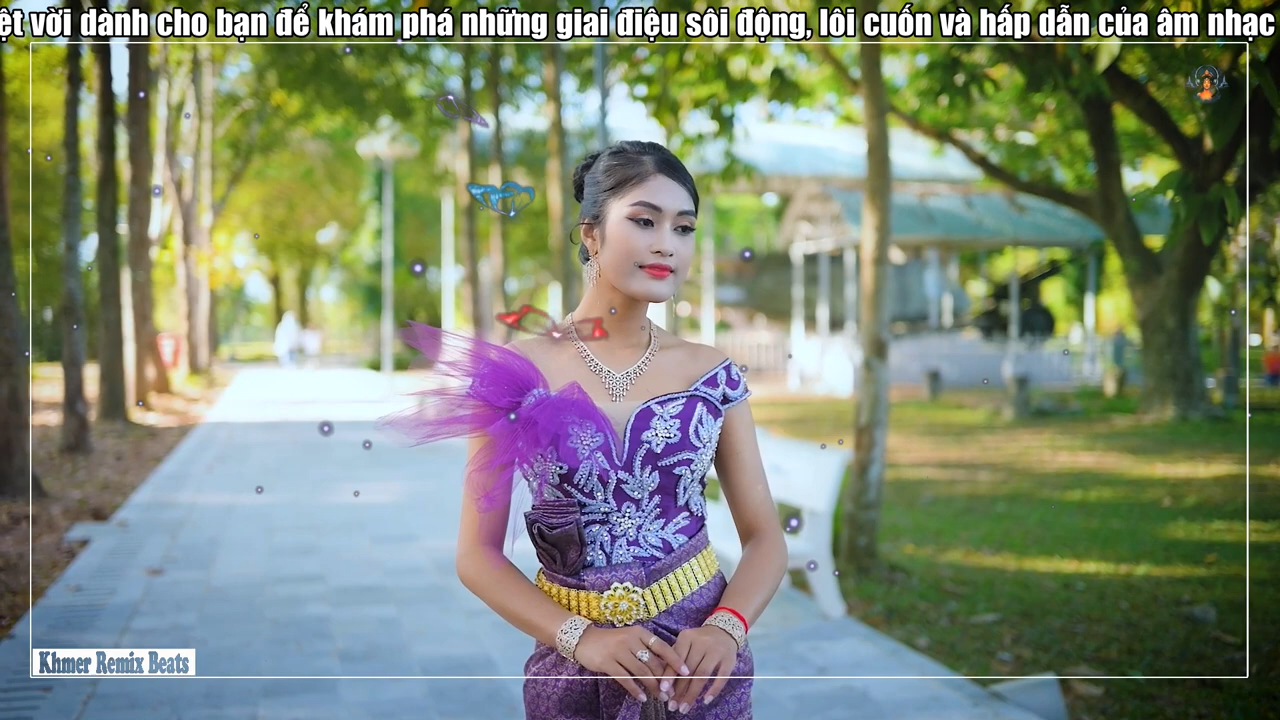 ệt vời dành cho bạn để khám phá những giai điệu sôi động, lôi cuốn và hấp dẫn của âm nhạc
Khmer Remix Beats